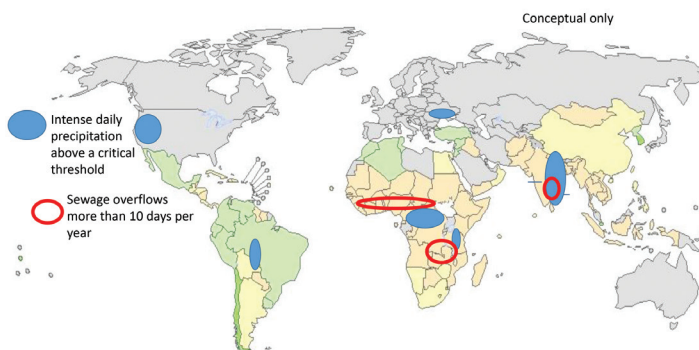 Conceptual only
Intense daily
precipitation
above a critical
threshold
Sewage overflows
more than 10 days per
year